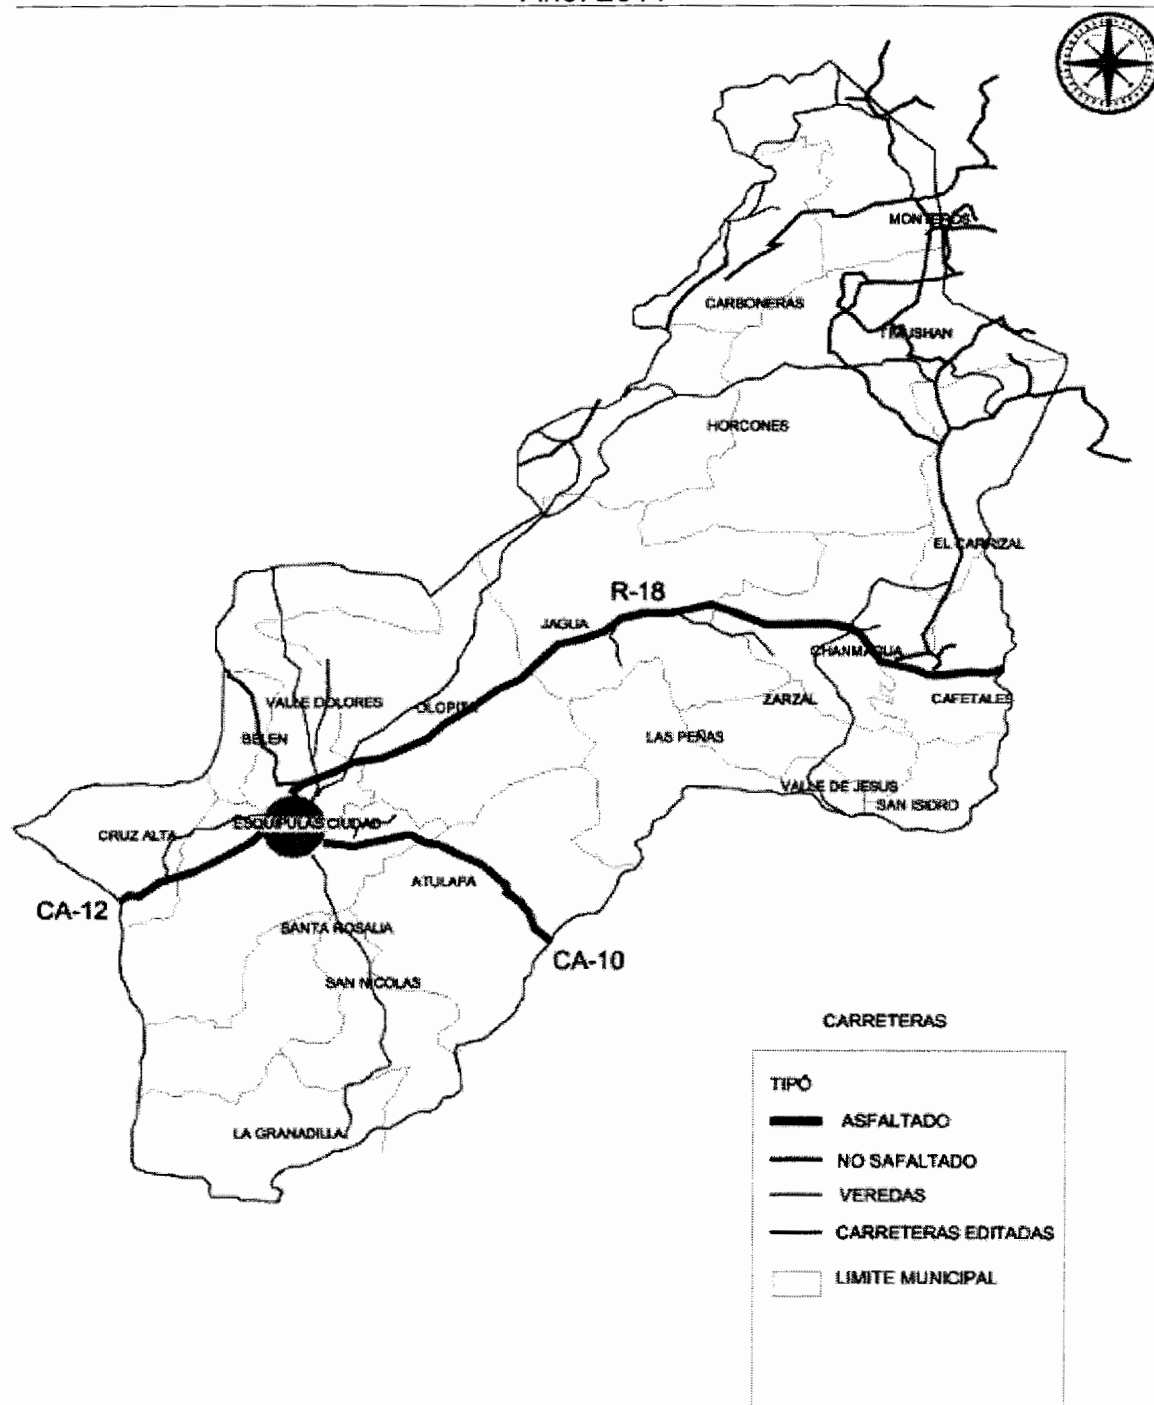 MONTEROS
CARBONERAS
TIMUSHAN
HORCONES
EL CARRIZAL
R-18
JAGUA
CHANMAGUA
VALLE DOLORES
OLOPITA
ZARZAL
CAFETALES
BELEN
LAS PEÑAS
VALLE DE JESUS
SAN ISIDRO
ESQUIPULAS CIUDAD
CRUZ ALTA
ATULAPA
CA-12
SANTA ROSALIA
CA-10
SAN NICOLAS
LA GRANADILLA
CARRETERAS
TIPÓ
ASFALTADO
NO SAFALTADO
VEREDAS
CARRETERAS EDITADAS
LIMITE MUNICIPAL